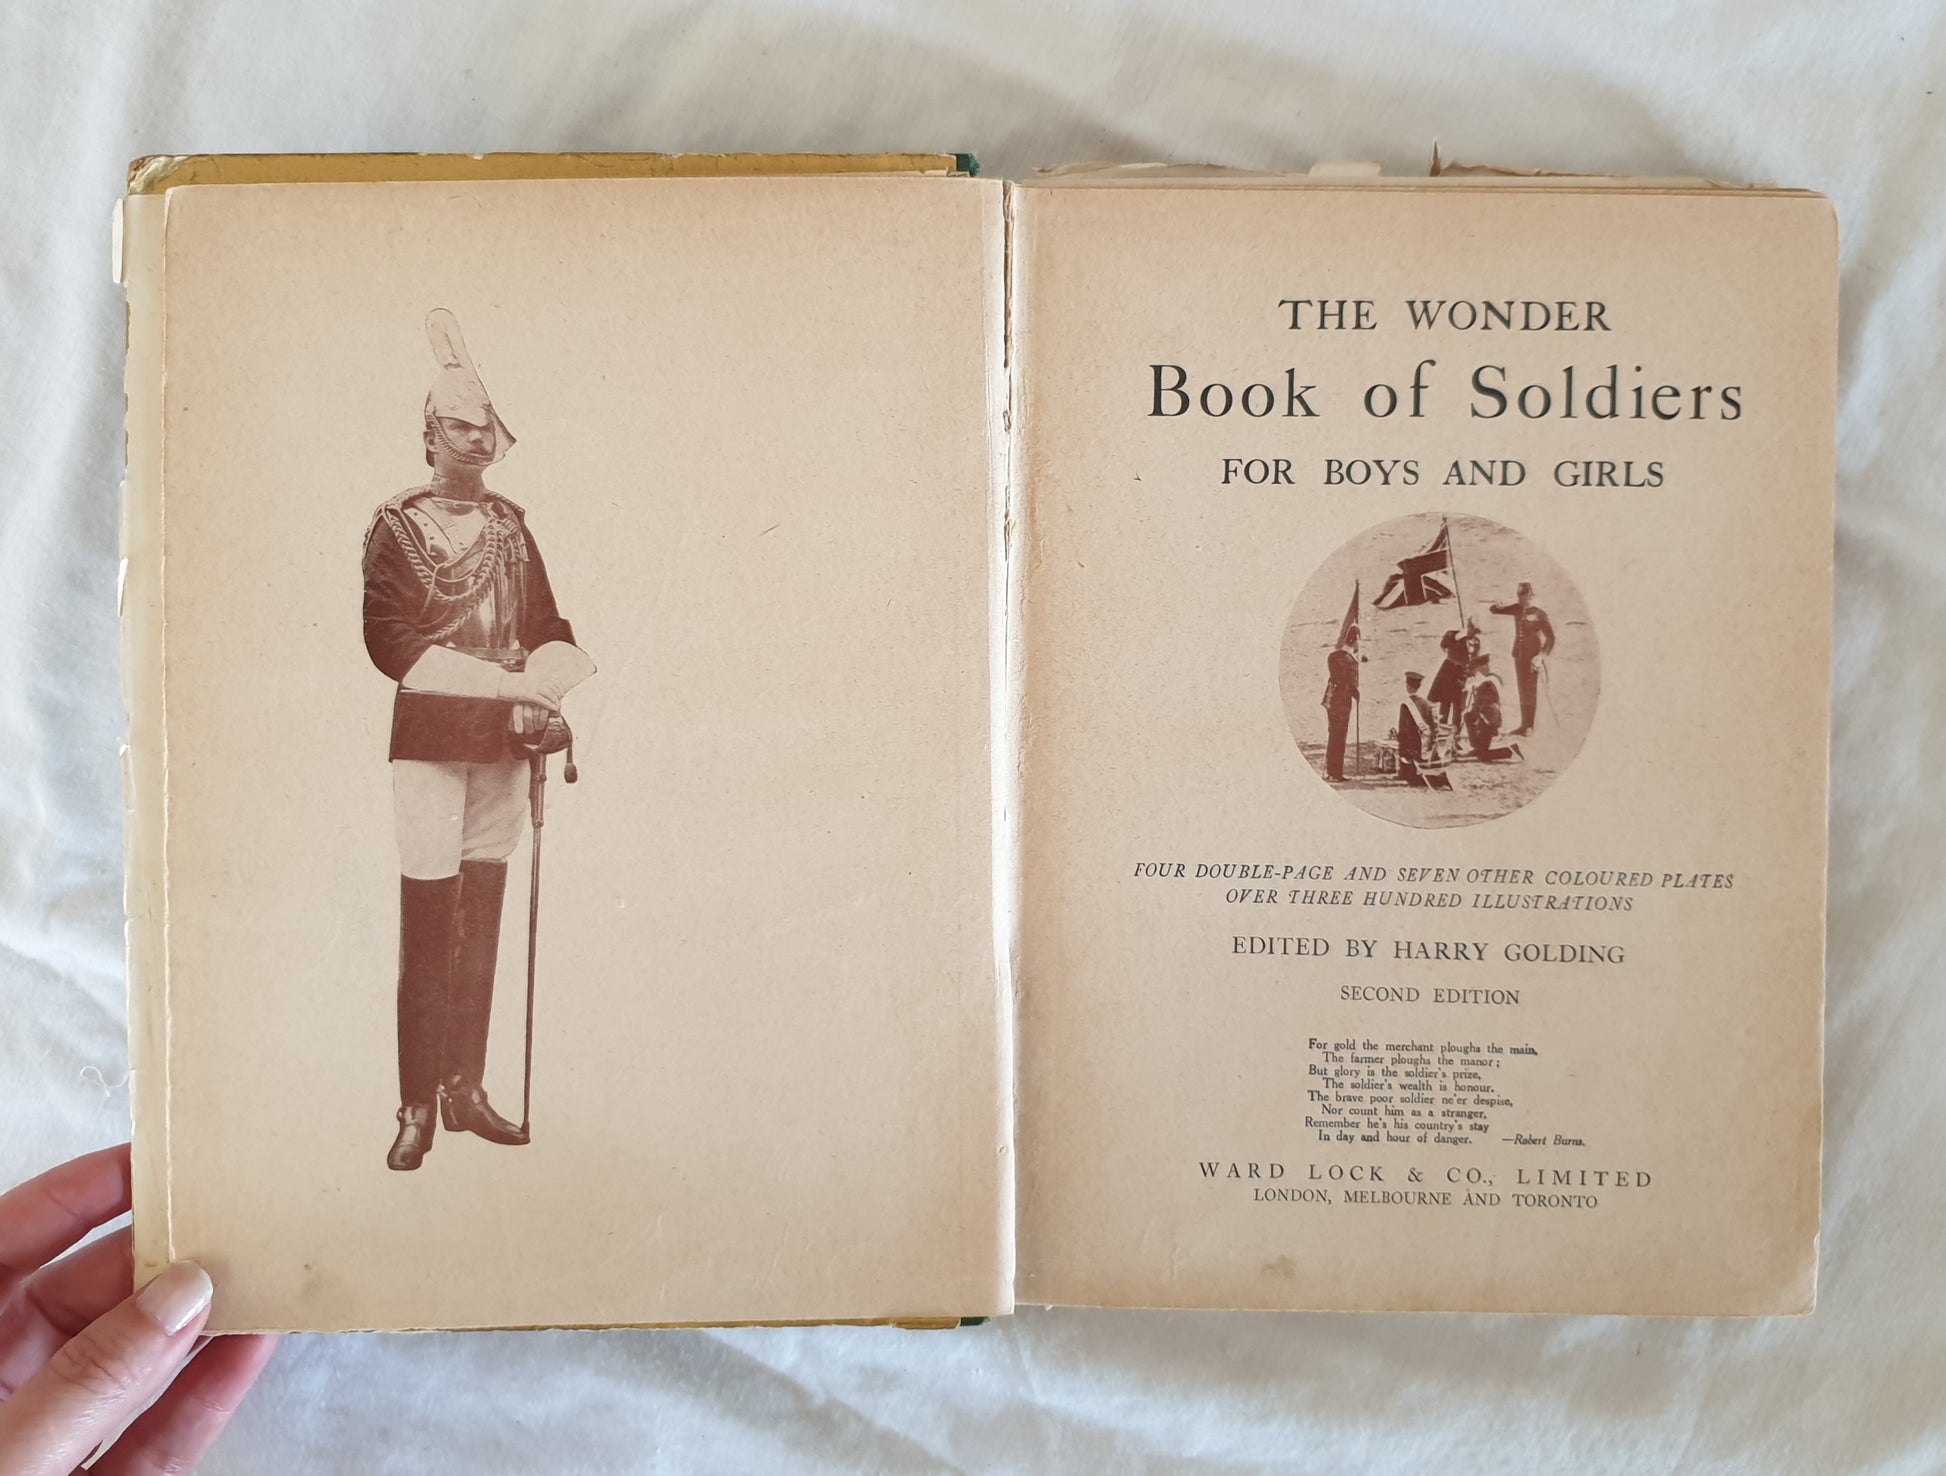 THE WONDER
Book of Soldiers
FOR BOYS AND GIRLS
FOUR DOUBLE-PAGE AND SEVEN OTHER COLOURED PLATES
OVER THREE HUNDRED ILLUSTRATIONS
EDITED BY HARRY GOLDING
SECOND EDITION
For gold the merchant ploughs the main,
The farmer ploughs the manor;
But glory is the soldier's prize,
The soldier's wealth is honour.
The brave poor soldier ne'er despise,
Nor count him as a stranger,
Remember he's his country's stay
In day and hour of danger. —Robert Burns.
WARD LOCK & CO., LIMITED
LONDON, MELBOURNE AND TORONTO